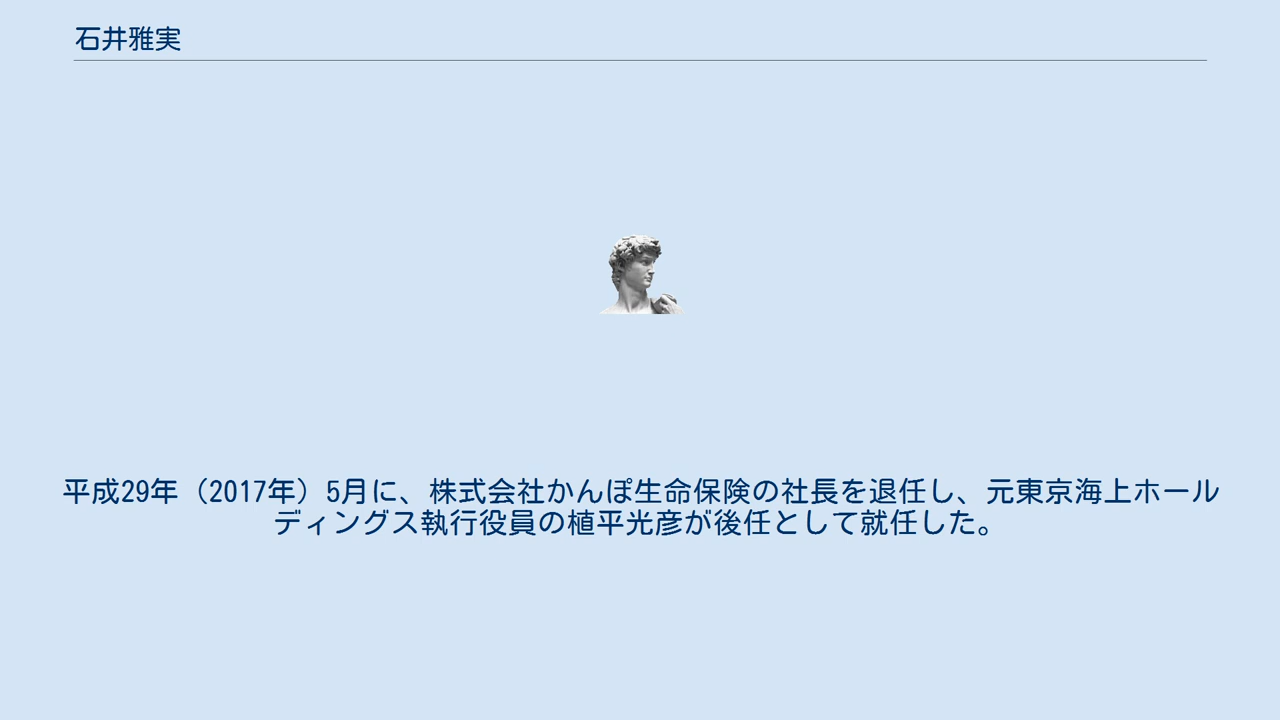 石井雅実
平成29年（2017年）5月に、株式会社かんぽ生命保険の社長を退任し、元東京海上ホール
ディングス執行役員の植平光彦が後任として就任した。